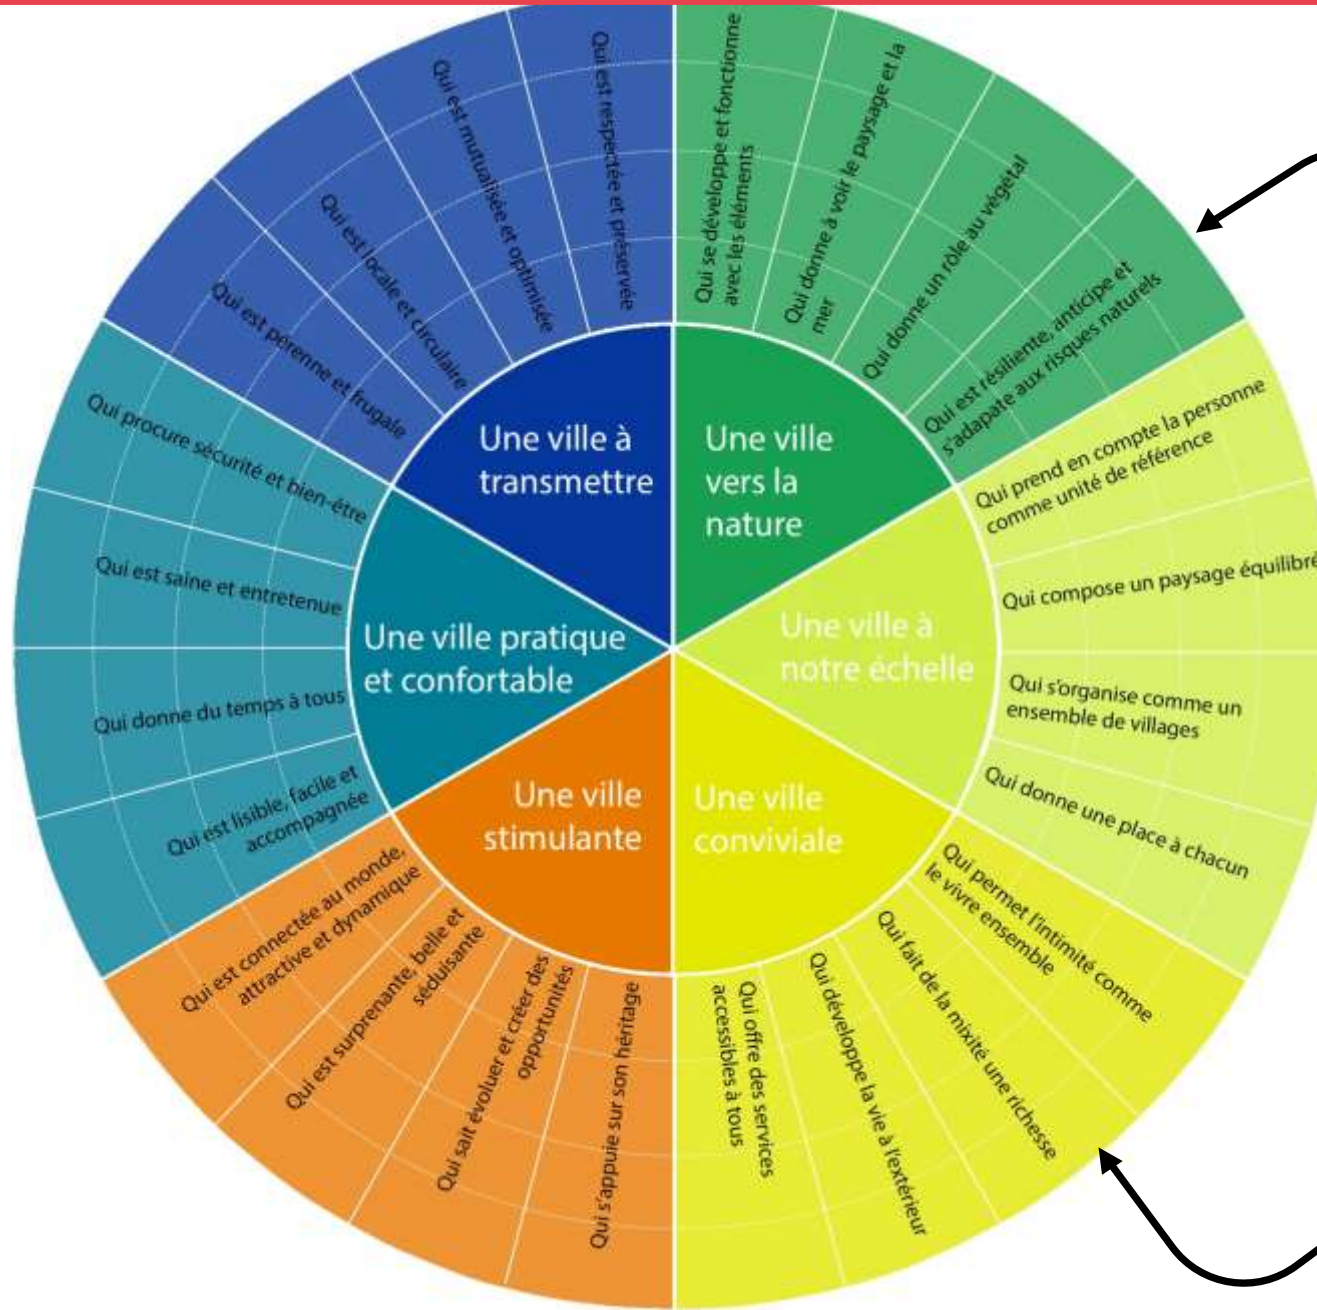 Une ville à
transmettre
Qui est pérenne et frugale
Qui est locale et circulaire
Qui est mutualisée et optimisée
Qui est respectée et préservée
Une ville
vers la
nature
Qui se développe et fonctionne
avec les éléments
Qui donne à voir le paysage et la
mer
Qui donne un rôle au végétal
Qui est résiliente, anticipe et
s'adapate aux risques naturels
Une ville à
notre échelle
Qui prend en compte la personne
comme unité de référence
Qui compose un paysage équilibré
Qui s'organise comme un
ensemble de villages
Qui donne une place à chacun
Une ville
conviviale
Qui permet l'intimité comme
le vivre ensemble
Qui fait de la mixité une richesse
Qui développe la vie à l'extérieur
Qui offre des services
accessibles à tous
Une ville
stimulante
Qui s'appuie sur son héritage
Qui sait évoluer et créer des
opportunités
Qui est surprenante, belle et
séduisante
Qui est connectée au monde,
attractive et dynamique
Une ville pratique
et confortable
Qui est lisible, facile et
accompagnée
Qui donne du temps à tous
Qui est saine et entretenue
Qui procure sécurité et bien-être